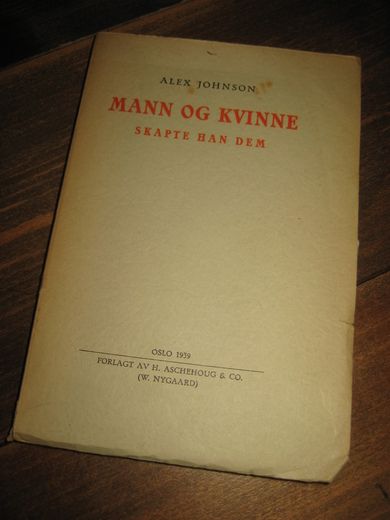 ALEX JOHNSON
MANN OG KVINNE
SKAPTE HAN DEM
OSLO 1939
FORLAGT AV H. ASCHEHOUG & CO.
(W. NYGAARD)